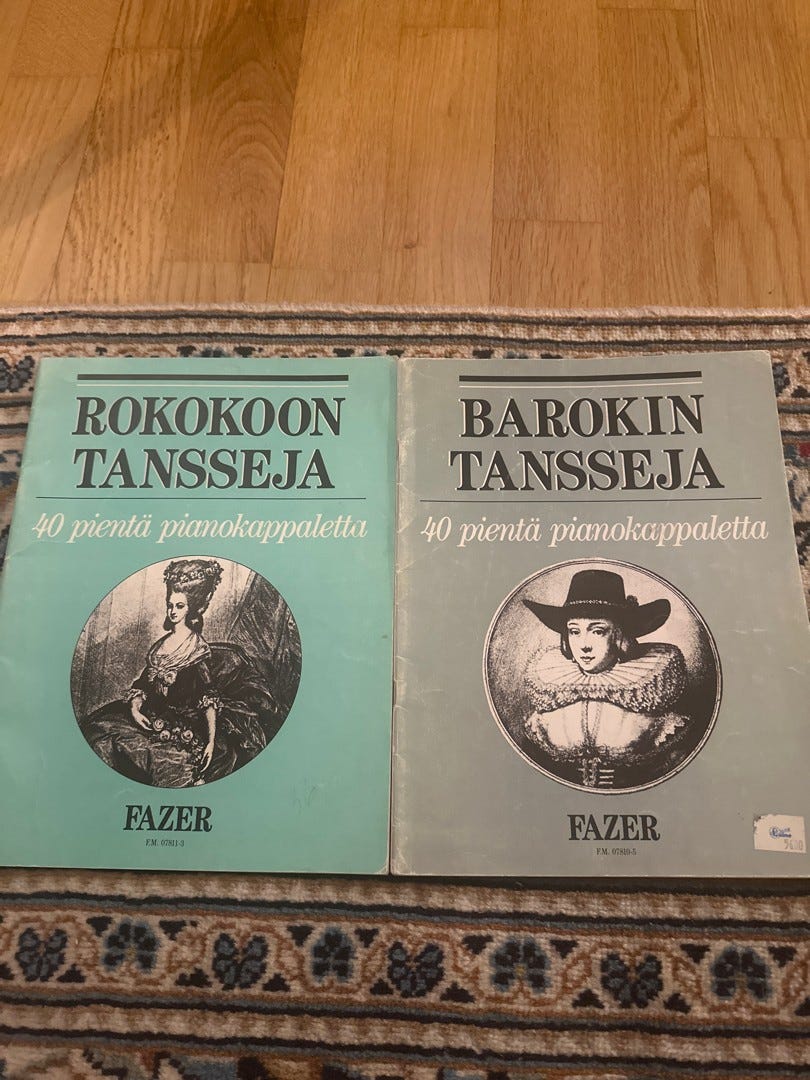 ROKOKOON
TANSSEJA
40 pientä pianokappaletta
FAZER
F.M. 07811-3
BAROKIN
TANSSEJA
40 pientä pianokappaletta
FAZER
F.M. 07810-5